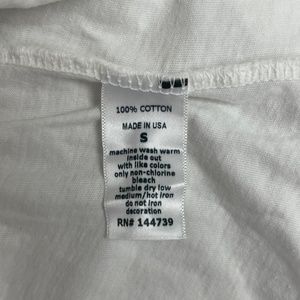 100% COTTON
MADE IN USA
S
machine wash warm
inside out
with like colors
only non-chlorine
bleach
tumble dry low
medium/hot iron
do not iron
decoration
RN# 144739